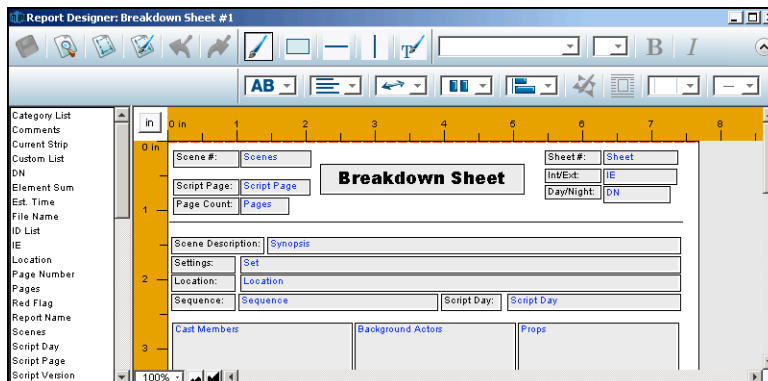 Report Designer: Breakdown Sheet #1
T
B I
AB
Category List
Comments
Current Strip
Custom List
DN
Element Sum
Est. Time
File Name
ID List
IE
Location
Page Number
Pages
Red Flag
Report Name
Scenes
Script Day
Script Page
Script Version
in
0 in 1 2 3 4 5 6 7 8
0 in
1
2
3
Scene #: Scenes
Script Page: Script Page
Page Count: Pages
Breakdown Sheet
Sheet#: Sheet
Int/Ext: IE
Day/Night: DN
Scene Description: Synopsis
Settings: Set
Location: Location
Sequence: Sequence Script Day: Script Day
Cast Members Background Actors Props
100%